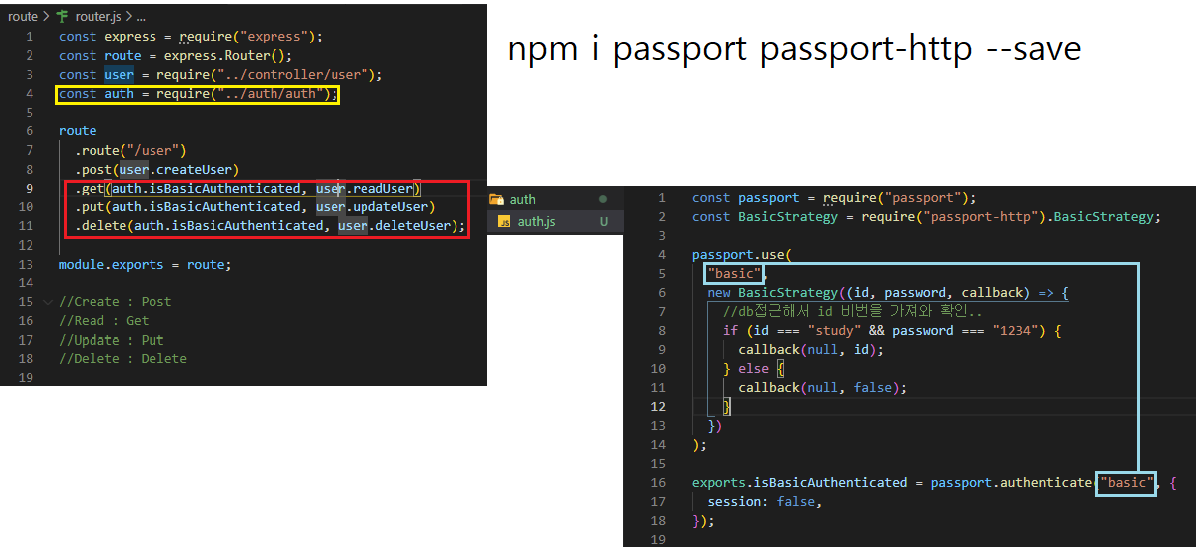 route > router.js > ...
1 const express = require("express");
2 const route = express.Router();
3 const user = require("../controller/user");
4 const auth = require("../auth/auth");
5
6 route
7 .route("/user")
8 .post(user.createUser)
9 .get(auth.isBasicAuthenticated, user.readUser)
10 .put(auth.isBasicAuthenticated, user.updateUser)
11 .delete(auth.isBasicAuthenticated, user.deleteUser);
12
13 module.exports = route;
14
15 //Create : Post
16 //Read : Get
17 //Update : Put
18 //Delete : Delete
19
npm i passport passport-http --save
auth
auth.js U
1 const passport = require("passport");
2 const BasicStrategy = require("passport-http").BasicStrategy;
3
4 passport.use(
5 "basic",
6 new BasicStrategy((id, password, callback) => {
7 //db접근해서 id 비번을 가져와 확인..
8 if (id === "study" && password === "1234") {
9 callback(null, id);
10 } else {
11 callback(null, false);
12 }
13 })
14 );
15
16 exports.isBasicAuthenticated = passport.authenticate("basic", {
17 session: false,
18 });
19